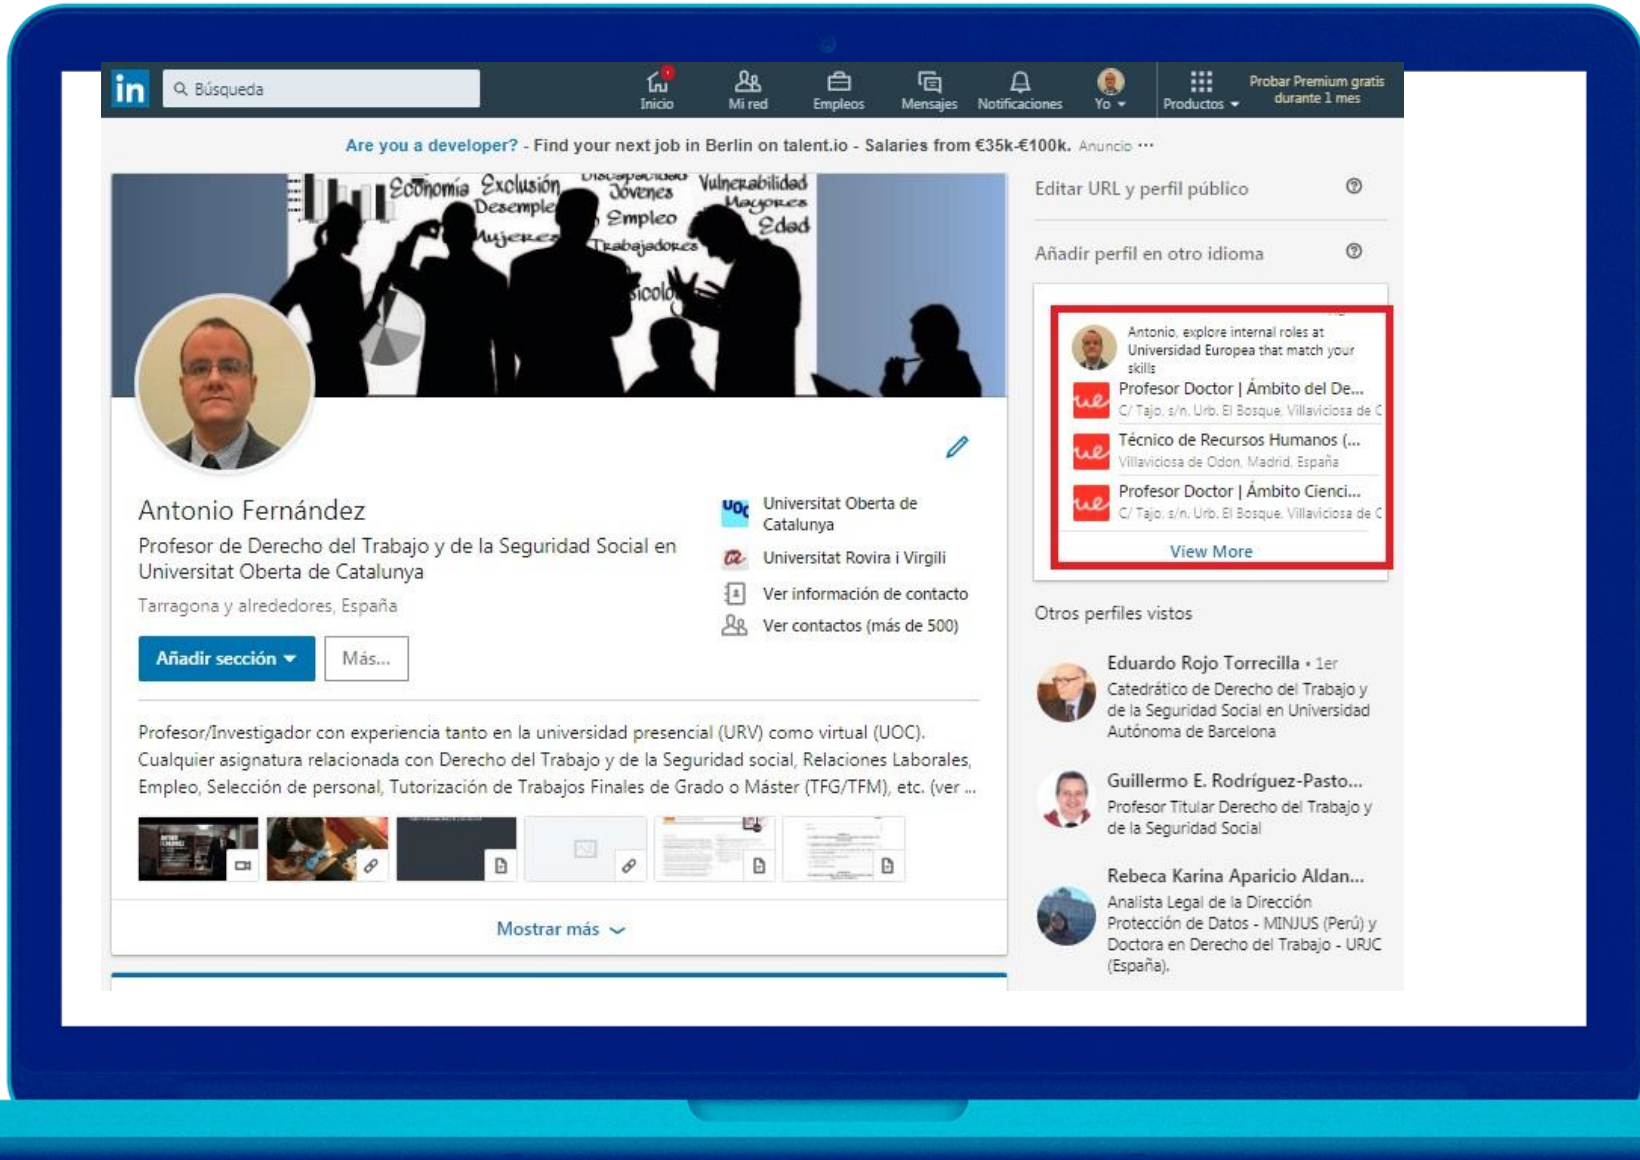 in
Búsqueda
Inicio
Mi red
Empleos
Mensajes
Notificaciones
Yo
Productos
Probar Premium gratis
durante 1 mes
Are you a developer? - Find your next job in Berlin on talent.io - Salaries from €35k-€100k. Anuncio ···
Economía
Exclusión
Discapacidad
Vulnerabilidad
Jóvenes
Mayores
Desemple
Empleo
Edad
Mujeres
Trabajadores
sicolo
Antonio Fernández
Profesor de Derecho del Trabajo y de la Seguridad Social en
Universitat Oberta de Catalunya
Tarragona y alrededores, España
Añadir sección
Más...
UOC
Universitat Oberta de
Catalunya
Universitat Rovira i Virgili
Ver información de contacto
Ver contactos (más de 500)
Profesor/Investigador con experiencia tanto en la universidad presencial (URV) como virtual (UOC).
Cualquier asignatura relacionada con Derecho del Trabajo y de la Seguridad social, Relaciones Laborales,
Empleo, Selección de personal, Tutorización de Trabajos Finales de Grado o Máster (TFG/TFM), etc. (ver ...
Mostrar más
Editar URL y perfil público
Añadir perfil en otro idioma
Antonio, explore internal roles at
Universidad Europea that match your
skills
ue
Profesor Doctor | Ámbito del De...
C/ Tajo, s/n. Urb. El Bosque, Villaviciosa de C
ue
Técnico de Recursos Humanos (...
Villaviciosa de Odon, Madrid, España
ue
Profesor Doctor | Ámbito Cienci...
C/ Tajo, s/n. Urb. El Bosque, Villaviciosa de C
View More
Otros perfiles vistos
Eduardo Rojo Torrecilla • 1er
Catedrático de Derecho del Trabajo y
de la Seguridad Social en Universidad
Autónoma de Barcelona
Guillermo E. Rodríguez-Pasto...
Profesor Titular Derecho del Trabajo y
de la Seguridad Social
Rebeca Karina Aparicio Aldan...
Analista Legal de la Dirección
Protección de Datos - MINJUS (Perú) y
Doctora en Derecho del Trabajo - URJC
(España).